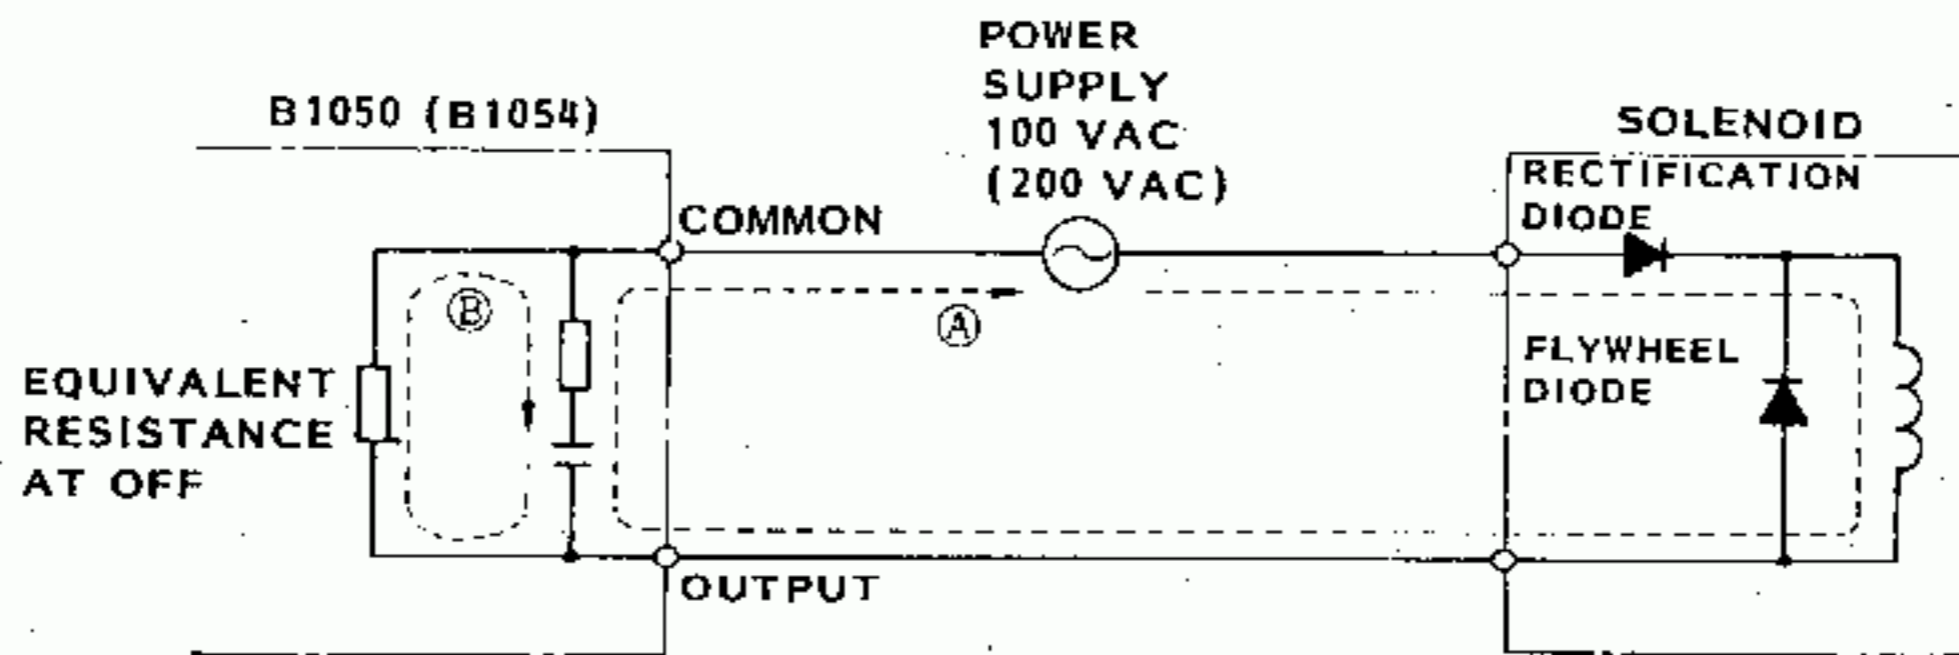 POWER
SUPPLY
100 VAC
(200 VAC)
B1050 (B1054)
SOLENOID
RECTIFICATION
DIODE
COMMON
Ⓑ
Ⓐ
FLYWHEEL
DIODE
EQUIVALENT
RESISTANCE
AT OFF
OUTPUT